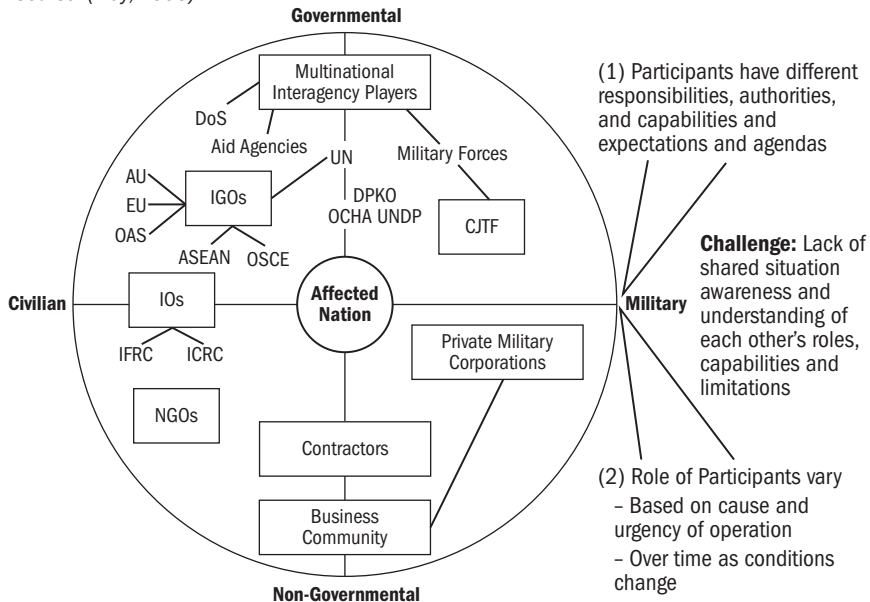 Governmental
Multinational
Interagency Players
DoS
Aid Agencies
UN
Military Forces
AU
EU
OAS
IGOs
DPKO
OCHA UNDP
CJTF
ASEAN
OSCE
Civilian
IOs
Affected
Nation
Military
IFRC
ICRC
Private Military
Corporations
NGOs
Contractors
Business
Community
Non-Governmental
(1) Participants have different
responsibilities, authorities,
and capabilities and
expectations and agendas
Challenge: Lack of
shared situation
awareness and
understanding of
each other's roles,
capabilities and
limitations
(2) Role of Participants vary
– Based on cause and
urgency of operation
– Over time as conditions
change